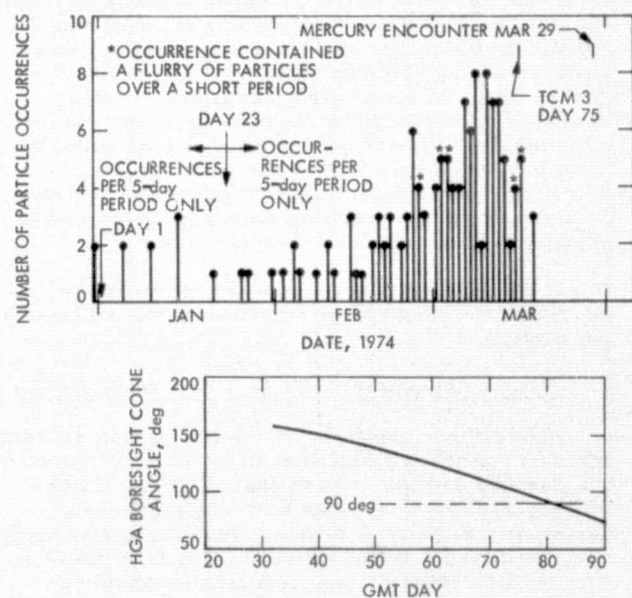 10
8
6
4
2
0
NUMBER OF PARTICLE OCCURRENCES
MERCURY ENCOUNTER MAR 29
*OCCURRENCE CONTAINED
A FLURRY OF PARTICLES
OVER A SHORT PERIOD
TCM 3
DAY 75
DAY 23
OCCURRENCES
PER 5-day
PERIOD ONLY
OCCUR-
RENCES PER
5-day PERIOD
ONLY
DAY 1
* * * * *
JAN
FEB
MAR
DATE, 1974
HGA BORESIGHT CONE
ANGLE, deg
200
150
100
50
90 deg
20 30 40 50 60 70 80 90
GMT DAY